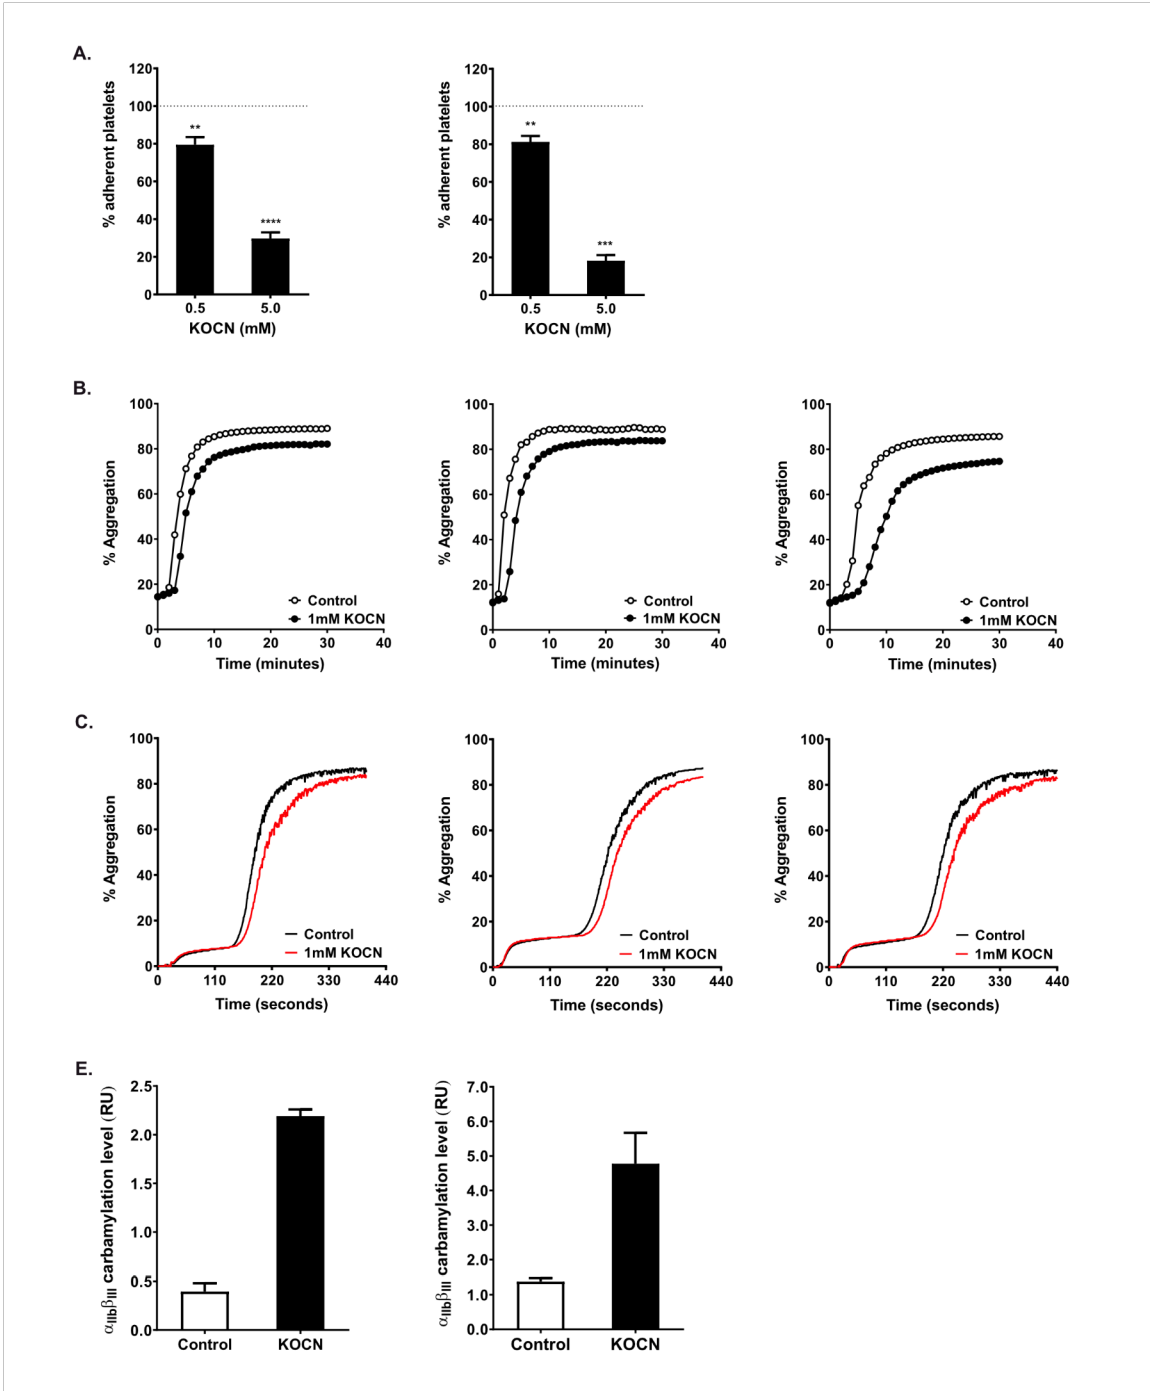 A.
120
100
80
60
40
20
0
% adherent platelets
**
****
0.5
5.0
KOCN (mM)
120
100
80
60
40
20
0
% adherent platelets
**
***
0.5
5.0
KOCN (mM)
B.
100
80
60
40
20
0
% Aggregation
Control
1mM KOCN
0
10
20
30
40
Time (minutes)
100
80
60
40
20
0
% Aggregation
Control
1mM KOCN
0
10
20
30
40
Time (minutes)
100
80
60
40
20
0
% Aggregation
Control
1mM KOCN
0
10
20
30
40
Time (minutes)
C.
100
80
60
40
20
0
% Aggregation
Control
1mM KOCN
0
110
220
330
440
Time (seconds)
100
80
60
40
20
0
% Aggregation
Control
1mM KOCN
0
110
220
330
440
Time (seconds)
100
80
60
40
20
0
% Aggregation
Control
1mM KOCN
0
110
220
330
440
Time (seconds)
E.
2.5
2.0
1.5
1.0
0.5
0.0
αIIbβIII carbamylation level (RU)
Control
KOCN
7.0
6.0
5.0
4.0
3.0
2.0
1.0
0.0
αIIbβIII carbamylation level (RU)
Control
KOCN